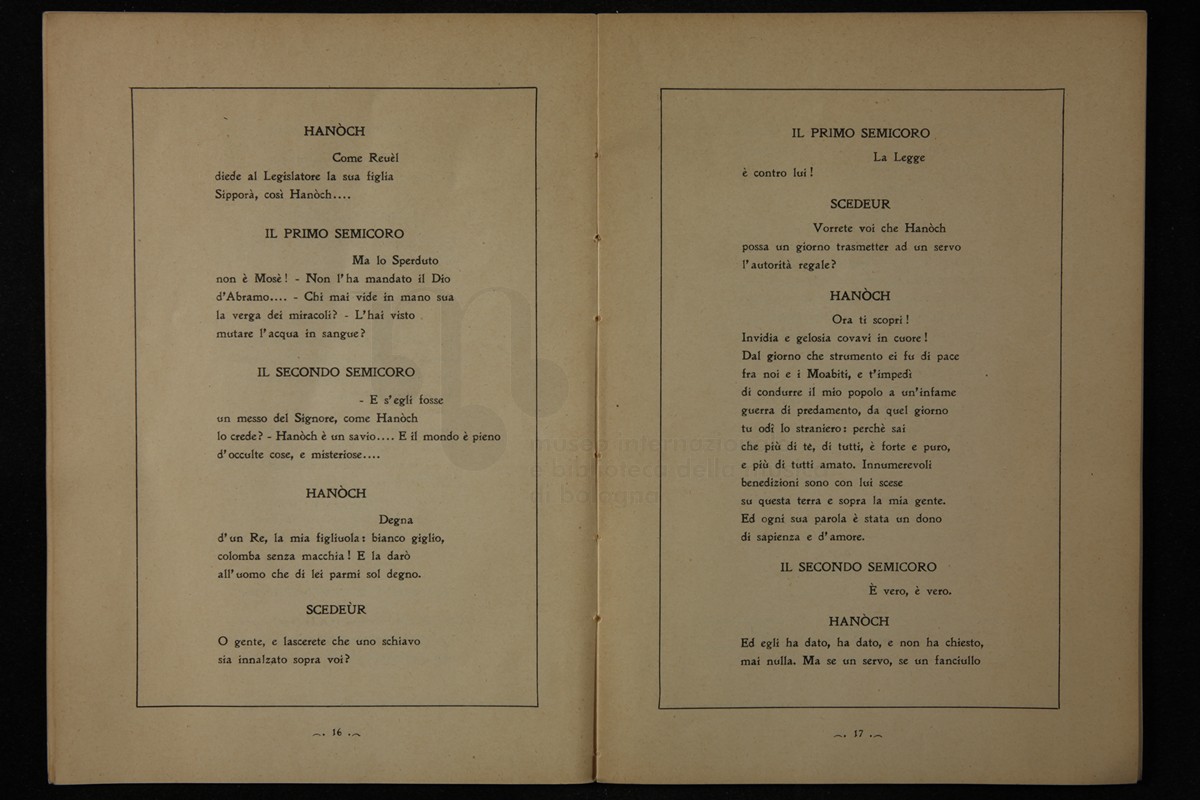 HANÒCH
Come Reuèl
diede al Legislatore la sua figlia
Sipporà, così Hanòch....
IL PRIMO SEMICORO
Ma lo Sperduto
non è Mosè! - Non l'ha mandato il Dio
d'Abramo.... - Chi mai vide in mano sua
la verga dei miracoli? - L'hai visto
mutare l'acqua in sangue?
IL SECONDO SEMICORO
- E s'egli fosse
un messo del Signore, come Hanòch
lo crede? - Hanòch è un savio.... E il mondo è pieno
d'occulte cose, e misteriose....
HANÒCH
Degna
d'un Re, la mia figliuola: bianco giglio,
colomba senza macchia! E la darò
all'uomo che di lei parmi sol degno.
SCEDEÙR
O gente, e lascerete che uno schiavo
sia innalzato sopra voi?
16
IL PRIMO SEMICORO
La Legge
è contro lui!
SCEDEUR
Vorrete voi che Hanòch
possa un giorno trasmetter ad un servo
l'autorità regale?
HANÒCH
Ora ti scopri!
Invidia e gelosia covavi in cuore!
Dal giorno che strumento ei fu di pace
fra noi e i Moabiti, e t'impedì
di condurre il mio popolo a un'infame
guerra di predamento, da quel giorno
tu odî lo straniero: perchè sai
che più di te, di tutti, è forte e puro,
e più di tutti amato. Innumerevoli
benedizioni sono con lui scese
su questa terra e sopra la mia gente.
Ed ogni sua parola è stata un dono
di sapienza e d'amore.
IL SECONDO SEMICORO
È vero, è vero.
HANÒCH
Ed egli ha dato, ha dato, e non ha chiesto,
mai nulla. Ma se un servo, se un fanciullo
17
museo internazio
e biblioteca della
di bologna